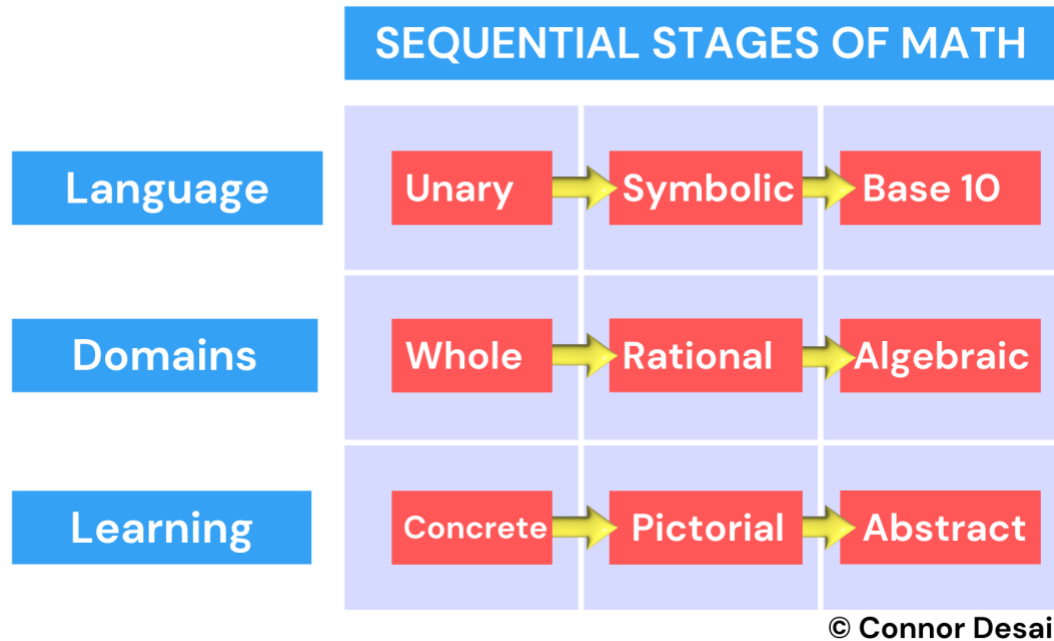 SEQUENTIAL STAGES OF MATH
Language
Unary
Symbolic
Base 10
Domains
Whole
Rational
Algebraic
Learning
Concrete
Pictorial
Abstract
© Connor Desai